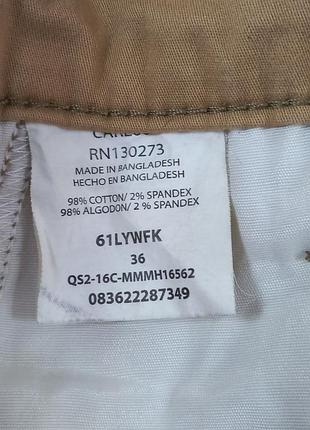 RN130273
MADE IN BANGLADESH
HECHO EN BANGLADESH
98% COTTON/ 2% SPANDEX
98% ALGODON/ 2 % SPANDEX
61LYWFK
36
QS2-16C-MMMH16562
083622287349